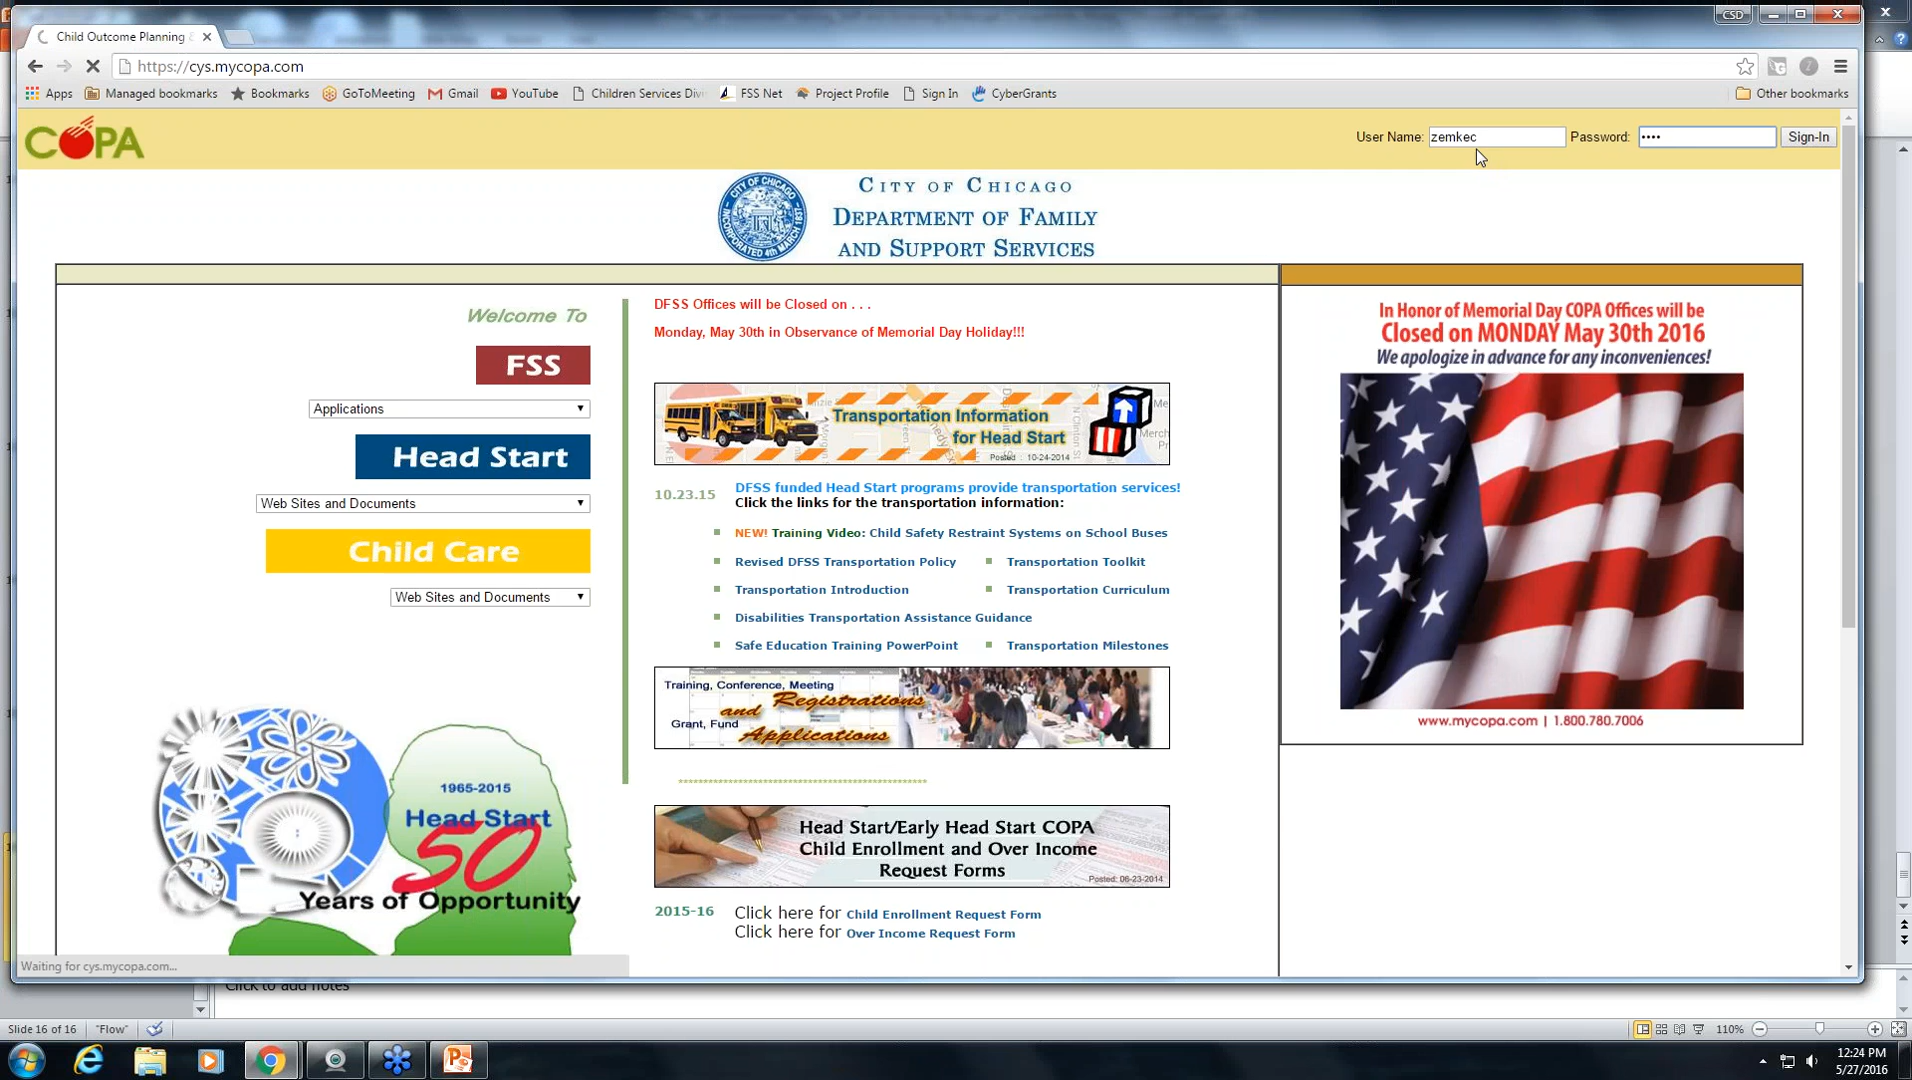 CSD
Child Outcome Planning
https://cys.mycopa.com
Apps
Managed bookmarks
Bookmarks
GoToMeeting
Gmail
YouTube
Children Services Divi
FSS Net
Project Profile
Sign In
CyberGrants
Other bookmarks
COPA
User Name: zemkec Password: •••• Sign-In
CITY OF CHICAGO
DEPARTMENT OF FAMILY
AND SUPPORT SERVICES
Welcome To
FSS
Applications
Head Start
Web Sites and Documents
Child Care
Web Sites and Documents
1965-2015
Head Start
50
Years of Opportunity
DFSS Offices will be Closed on . . .
Monday, May 30th in Observance of Memorial Day Holiday!!!
Transportation Information
for Head Start
Posted : 10-24-2014
10.23.15 DFSS funded Head Start programs provide transportation services!
Click the links for the transportation information:
NEW! Training Video: Child Safety Restraint Systems on School Buses
Revised DFSS Transportation Policy Transportation Toolkit
Transportation Introduction Transportation Curriculum
Disabilities Transportation Assistance Guidance
Safe Education Training PowerPoint Transportation Milestones
Training, Conference, Meeting
and Registrations
Grant, Fund
Applications
**************************************************
Head Start/Early Head Start COPA
Child Enrollment and Over Income
Request Forms
Posted: 06-23-2014
2015-16 Click here for Child Enrollment Request Form
Click here for Over Income Request Form
In Honor of Memorial Day COPA Offices will be
Closed on MONDAY May 30th 2016
We apologize in advance for any inconveniences!
www.mycopa.com | 1.800.780.7006
Waiting for cys.mycopa.com...
Click to add notes
Slide 16 of 16
"Flow"
110%
12:24 PM
5/27/2016